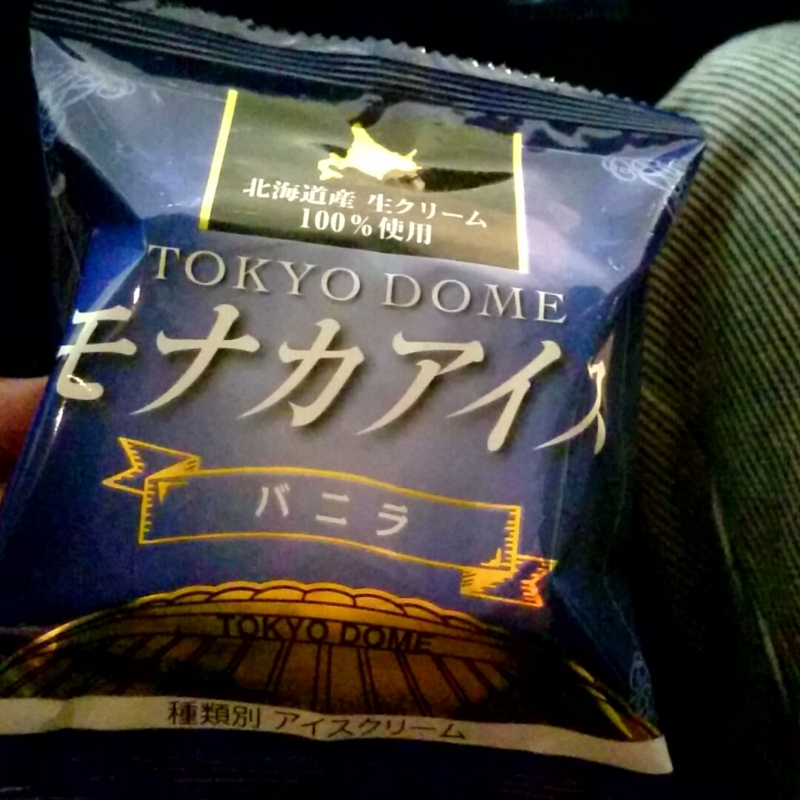 北海道産 生クリーム
100%使用
TOKYO DOME
モナカアイス
バニラ
TOKYO DOME
種類別 アイスクリーム